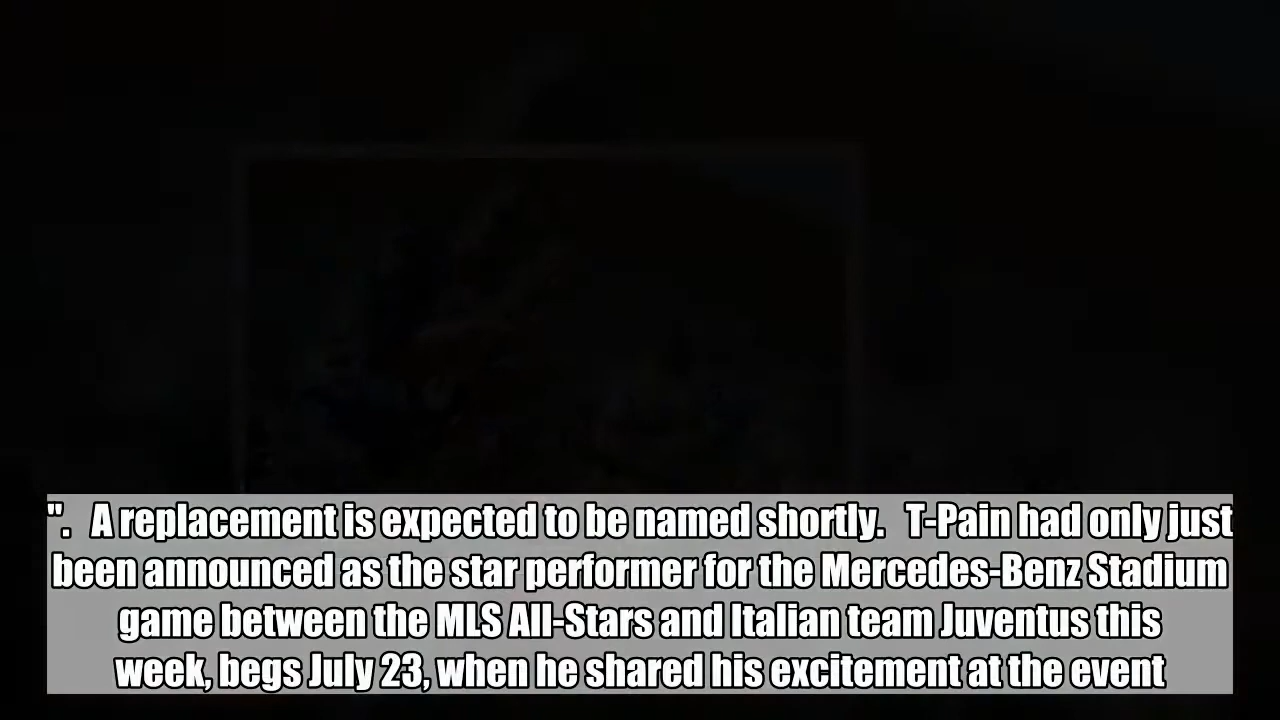 ".   A replacement is expected to be named shortly.   T-Pain had only just
been announced as the star performer for the Mercedes-Benz Stadium
game between the MLS All-Stars and Italian team Juventus this
week, begs July 23, when he shared his excitement at the event